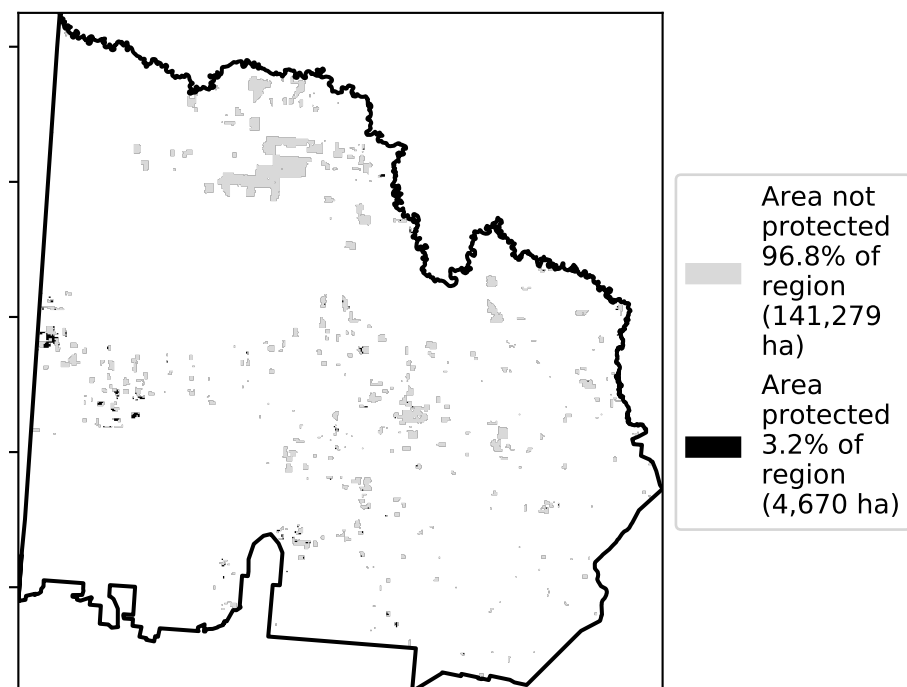 Area not
protected
96.8% of
region
(141,279
ha)
Area
protected
3.2% of
region
(4,670 ha)